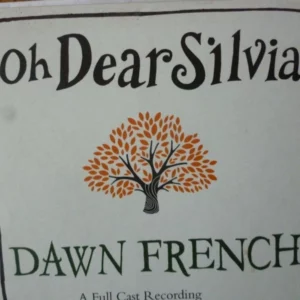 oh Dear Silvia
DAWN FRENCH
A Full Cast Recording